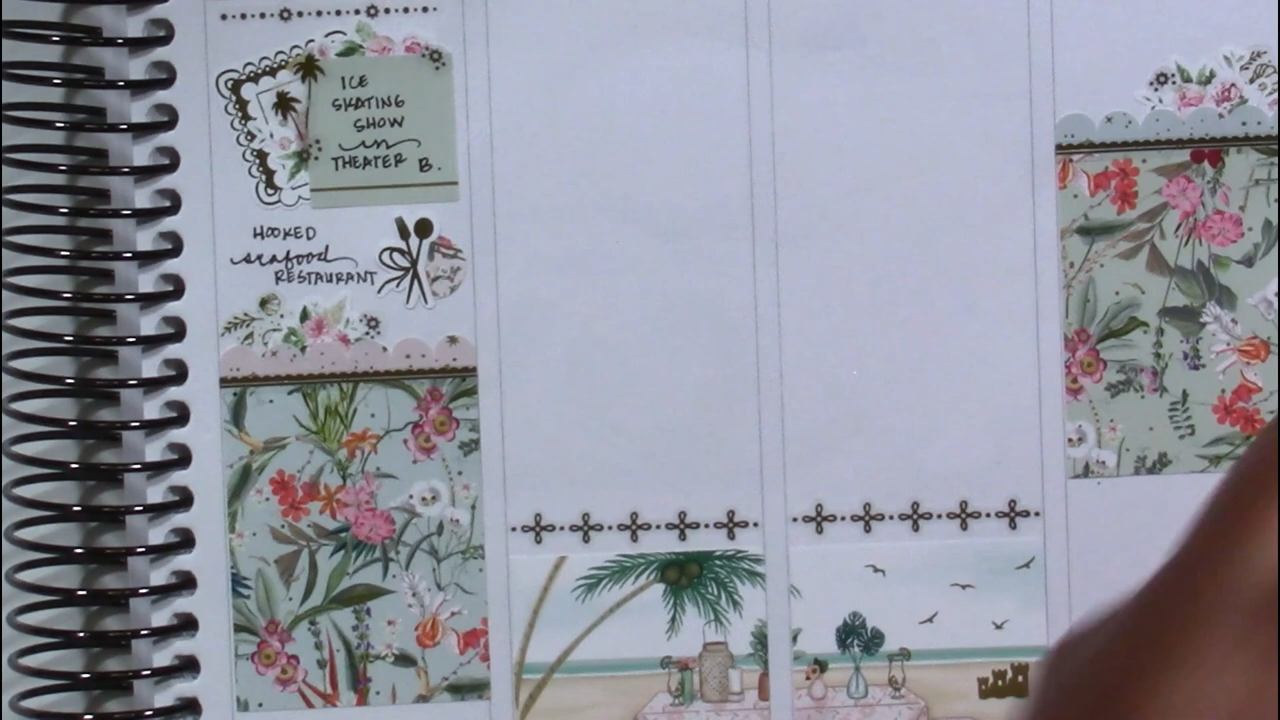 ICE
SKATING
SHOW
in
THEATER B.
HOOKED
seafood
RESTAURANT